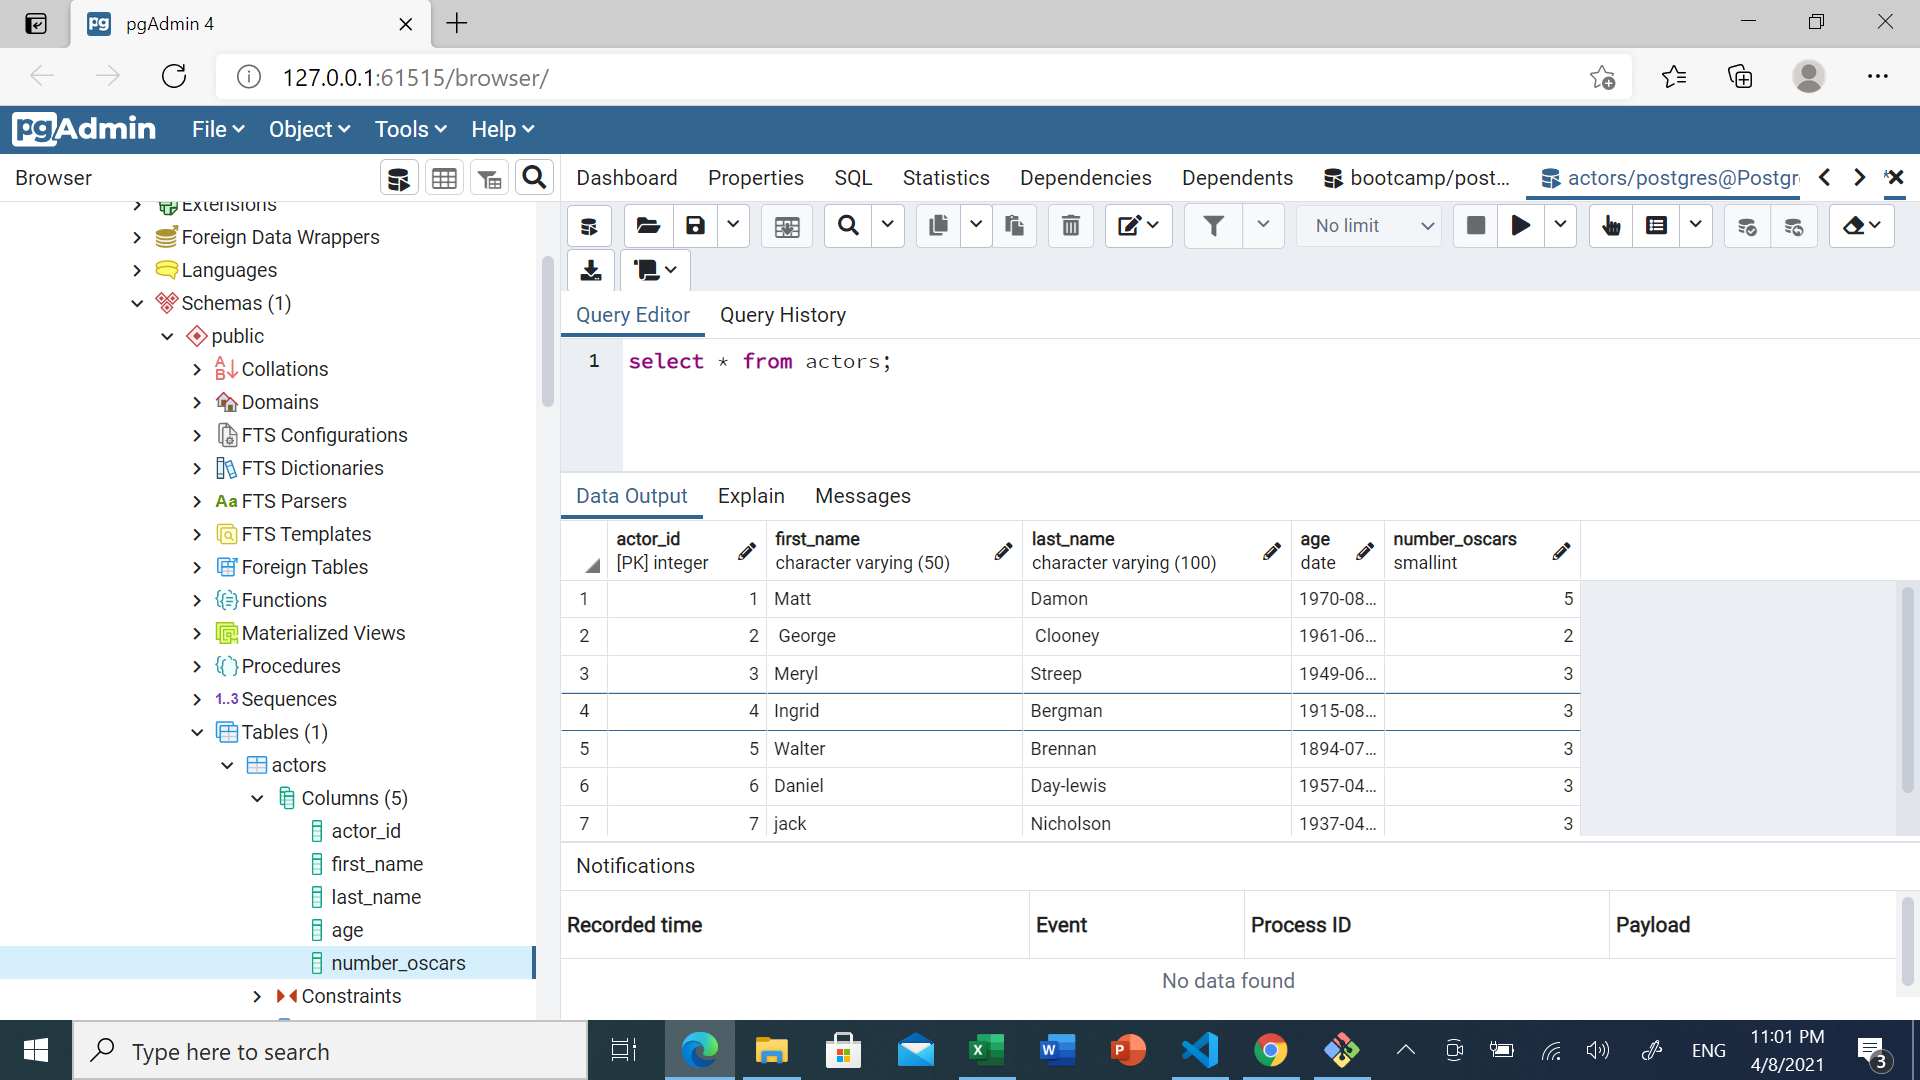 pgAdmin 4
127.0.0.1:61515/browser/
pgAdmin File Object Tools Help
Browser
Dashboard Properties SQL Statistics Dependencies Dependents bootcamp/post... actors/postgres@Postgr
Extensions
Foreign Data Wrappers
Languages
Schemas (1)
public
Collations
Domains
FTS Configurations
FTS Dictionaries
Aa FTS Parsers
FTS Templates
Foreign Tables
Functions
Materialized Views
Procedures
1..3 Sequences
Tables (1)
actors
Columns (5)
actor_id
first_name
last_name
age
number_oscars
Constraints
No limit
Query Editor Query History
1 select * from actors;
Data Output Explain Messages
actor_id first_name last_name age number_oscars
[PK] integer character varying (50) character varying (100) date smallint
1 1 Matt Damon 1970-08... 5
2 2 George Clooney 1961-06... 2
3 3 Meryl Streep 1949-06... 3
4 4 Ingrid Bergman 1915-08... 3
5 5 Walter Brennan 1894-07... 3
6 6 Daniel Day-lewis 1957-04... 3
7 7 jack Nicholson 1937-04... 3
Notifications
Recorded time Event Process ID Payload
No data found
Type here to search
ENG
11:01 PM
4/8/2021
3